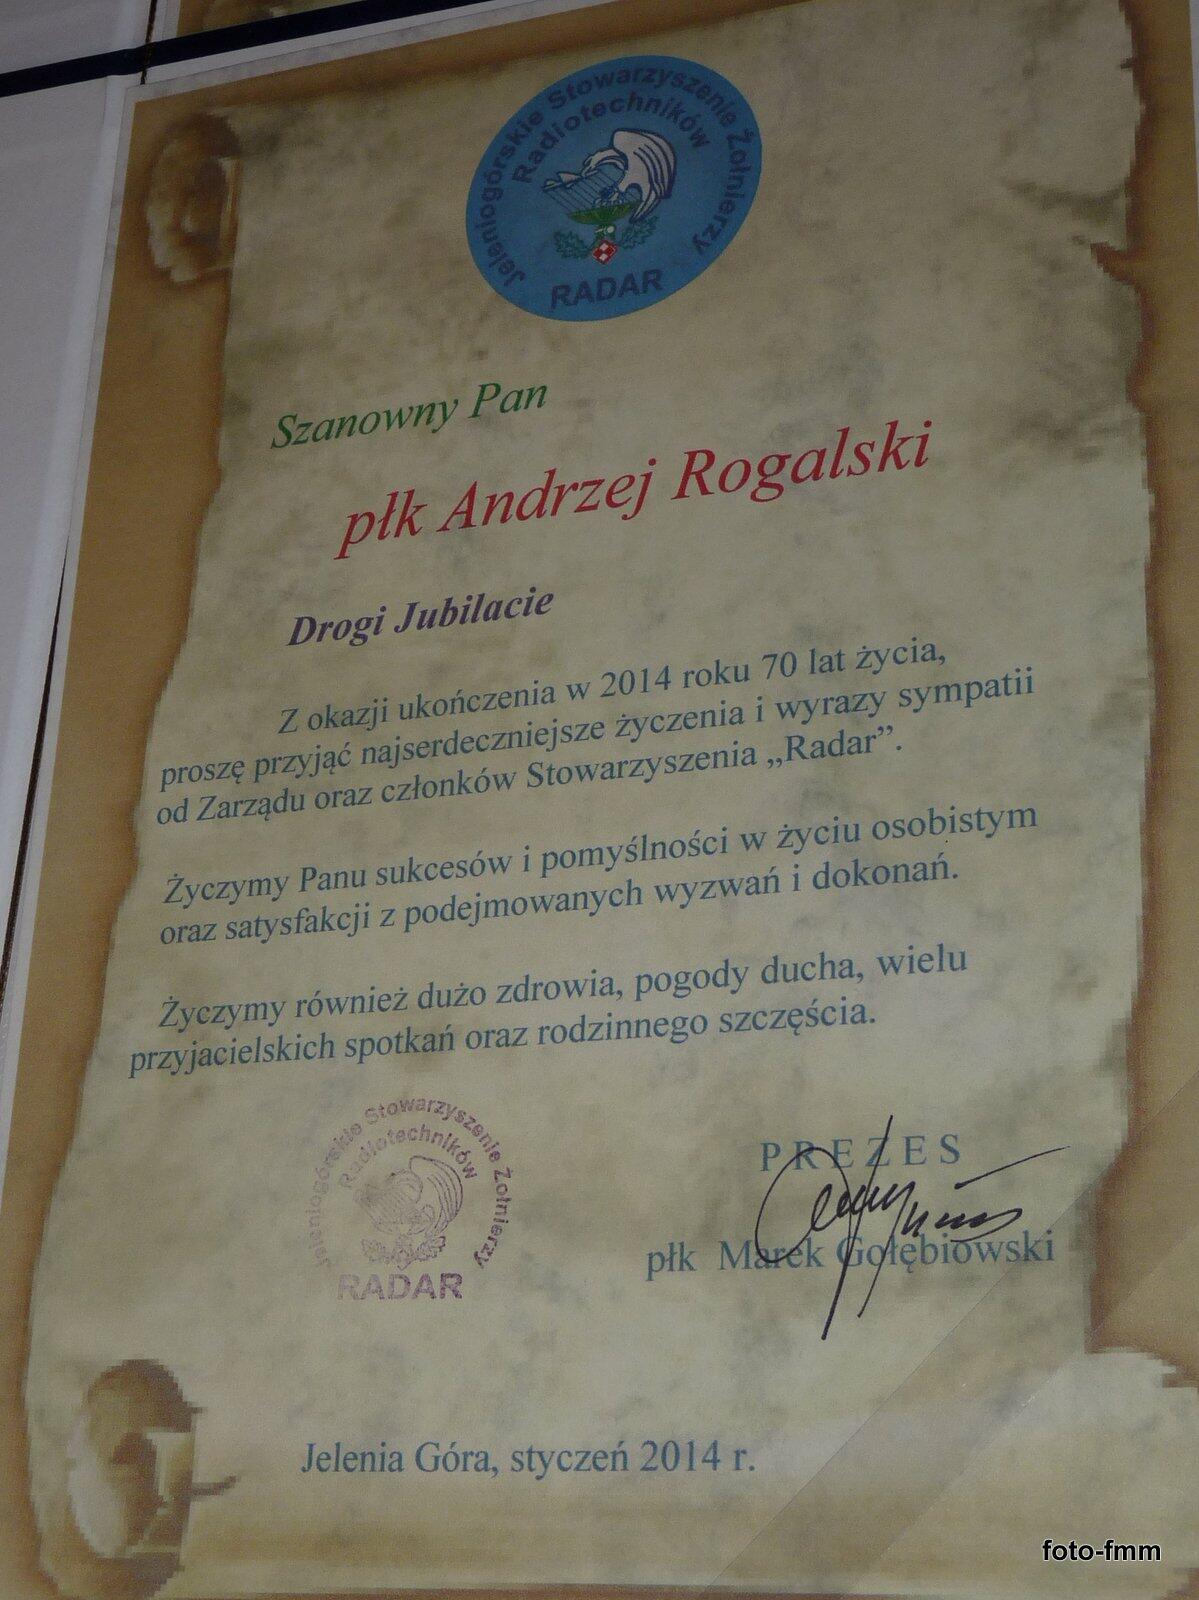 Jeleniogórskie Stowarzyszenie Żołnierzy
Radiotechników
RADAR
Szanowny Pan
płk Andrzej Rogalski
Drogi Jubilacie
Z okazji ukończenia w 2014 roku 70 lat życia,
proszę przyjąć najserdeczniejsze życzenia i wyrazy sympatii
od Zarządu oraz członków Stowarzyszenia „Radar”.
Życzymy Panu sukcesów i pomyślności w życiu osobistym
oraz satysfakcji z podejmowanych wyzwań i dokonań.
Życzymy również dużo zdrowia, pogody ducha, wielu
przyjacielskich spotkań oraz rodzinnego szczęścia.
Jeleniogórskie Stowarzyszenie Żołnierzy
Radiotechników
RADAR
P R E Z E S
płk Marek Gołębiowski
Jelenia Góra, styczeń 2014 r.
foto-fmm